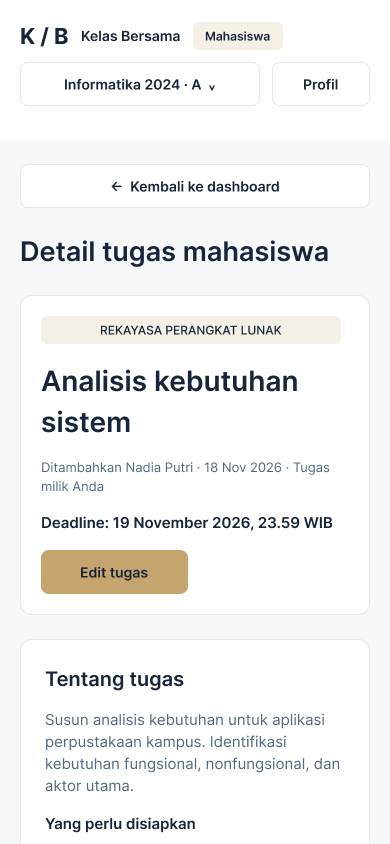 K / B Kelas Bersama Mahasiswa
Informatika 2024 · A v Profil
← Kembali ke dashboard
Detail tugas mahasiswa
REKAYASA PERANGKAT LUNAK
Analisis kebutuhan
sistem
Ditambahkan Nadia Putri · 18 Nov 2026 · Tugas
milik Anda
Deadline: 19 November 2026, 23.59 WIB
Edit tugas
Tentang tugas
Susun analisis kebutuhan untuk aplikasi
perpustakaan kampus. Identifikasi
kebutuhan fungsional, nonfungsional, dan
aktor utama.
Yang perlu disiapkan